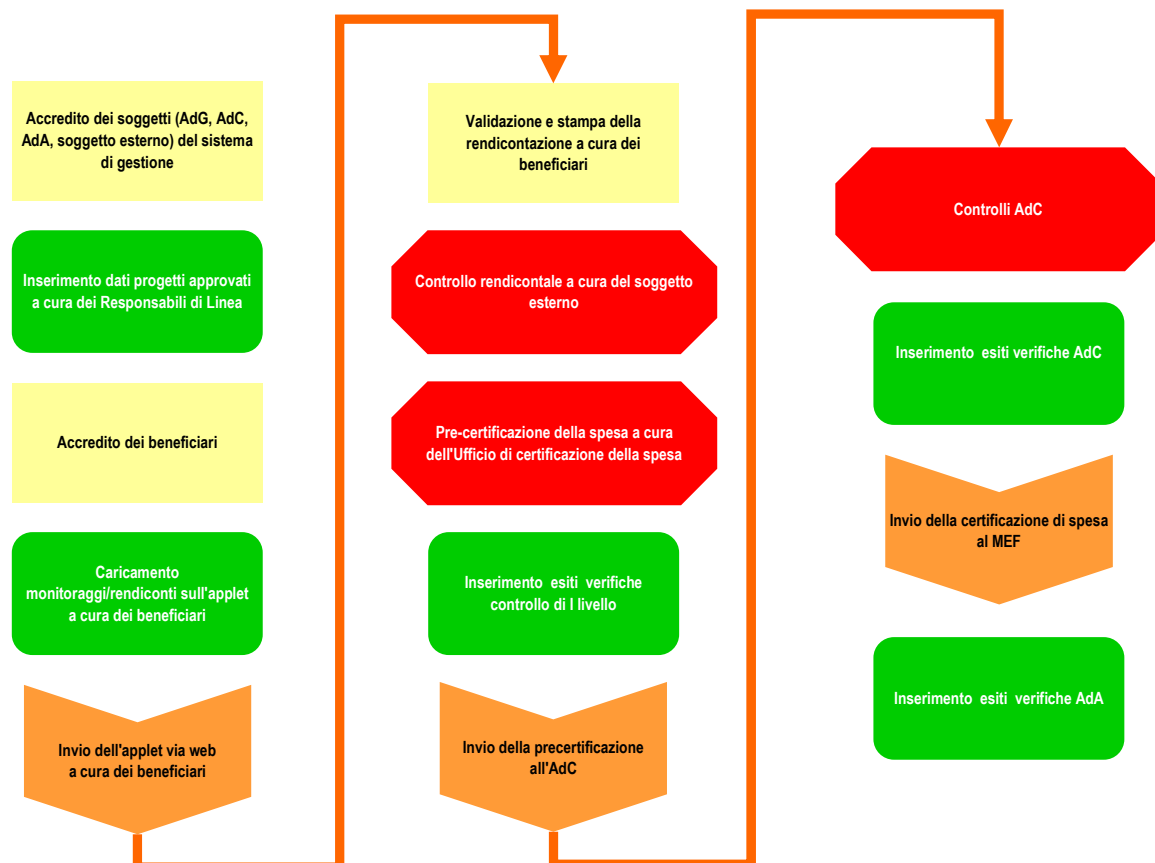 Accredito dei soggetti (AdG, AdC,
AdA, soggetto esterno) del sistema
di gestione
Inserimento dati progetti approvati
a cura dei Responsabili di Linea
Accredito dei beneficiari
Caricamento
monitoraggi/rendiconti sull'applet
a cura dei beneficiari
Invio dell'applet via web
a cura dei beneficiari
Validazione e stampa della
rendicontazione a cura dei
beneficiari
Controllo rendicontale a cura del soggetto
esterno
Pre-certificazione della spesa a cura
dell'Ufficio di certificazione della spesa
Inserimento esiti verifiche
controllo di I livello
Invio della precertificazione
all'AdC
Controlli AdC
Inserimento esiti verifiche AdC
Invio della certificazione di spesa
al MEF
Inserimento esiti verifiche AdA